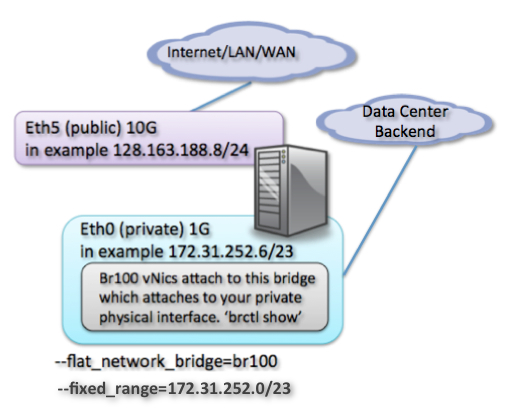 Internet/LAN/WAN
Data Center
Backend
Eth5 (public) 10G
in example 128.163.188.8/24
Eth0 (private) 1G
in example 172.31.252.6/23
Br100 vNics attach to this bridge
which attaches to your private
physical interface. ‘brctl show’
--flat_network_bridge=br100
--fixed_range=172.31.252.0/23